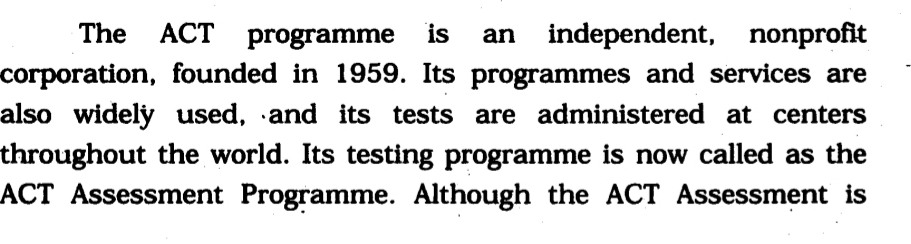 The ACT programme is an independent, nonprofit
corporation, founded in 1959. Its programmes and services are
also widely used, and its tests are administered at centers
throughout the world. Its testing programme is now called as the
ACT Assessment Programme. Although the ACT Assessment is